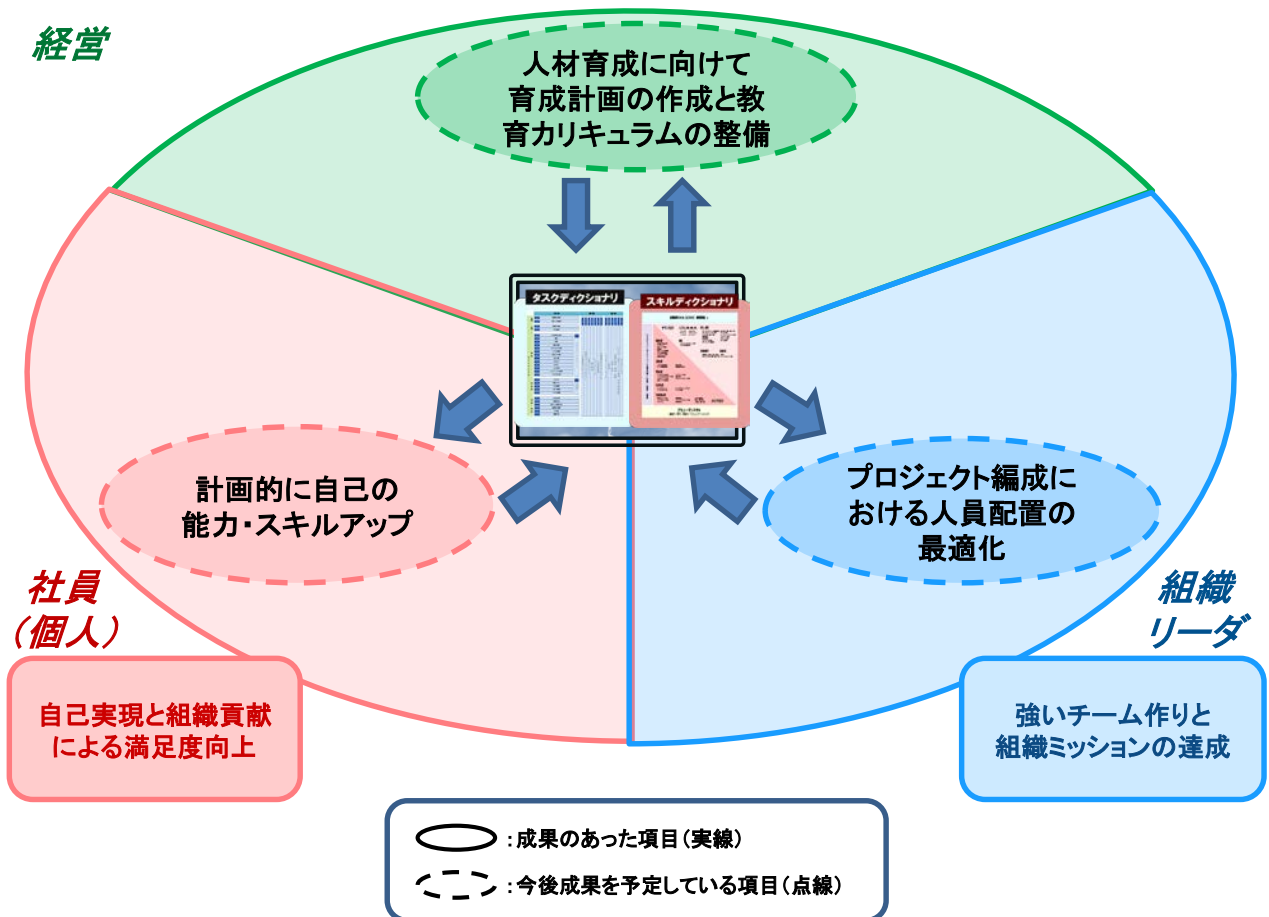 経営
人材育成に向けて
育成計画の作成と教
育カリキュラムの整備
タスクディクショナリ
スキルディクショナリ
計画的に自己の
能力・スキルアップ
プロジェクト編成に
おける人員配置の
最適化
社員
（個人）
組織
リーダ
自己実現と組織貢献
による満足度向上
強いチーム作りと
組織ミッションの達成
：成果のあった項目（実線）
：今後成果を予定している項目（点線）